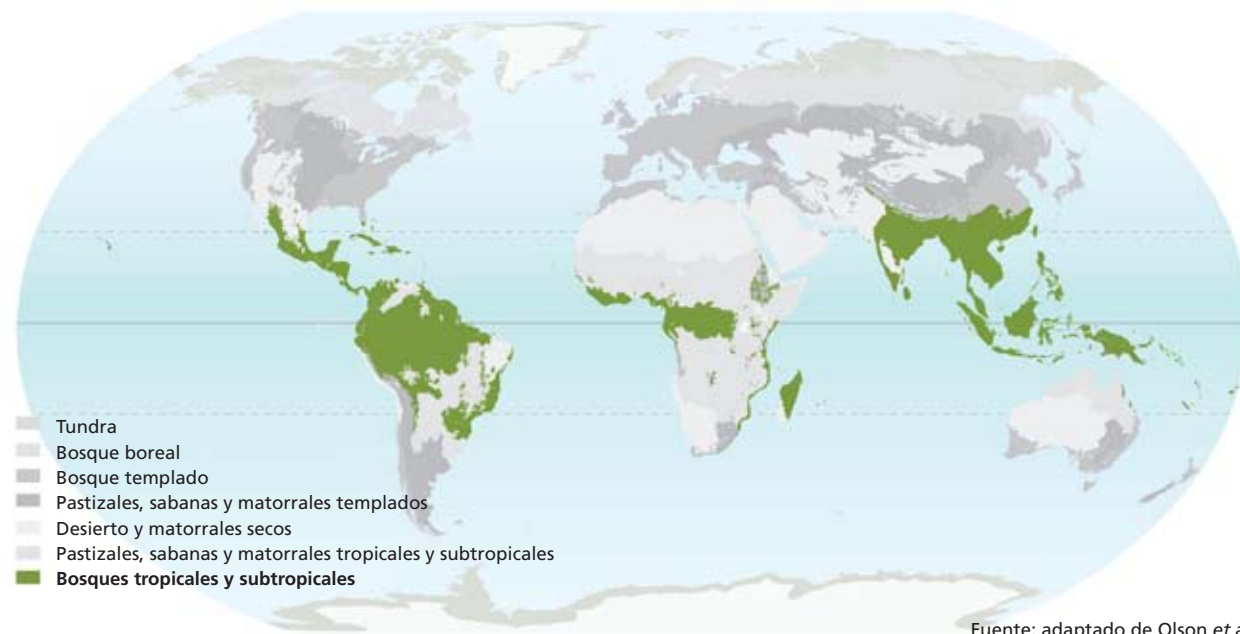 Tundra
Bosque boreal
Bosque templado
Pastizales, sabanas y matorrales templados
Desierto y matorrales secos
Pastizales, sabanas y matorrales tropicales y subtropicales
Bosques tropicales y subtropicales
Fuente: adaptado de Olson et a